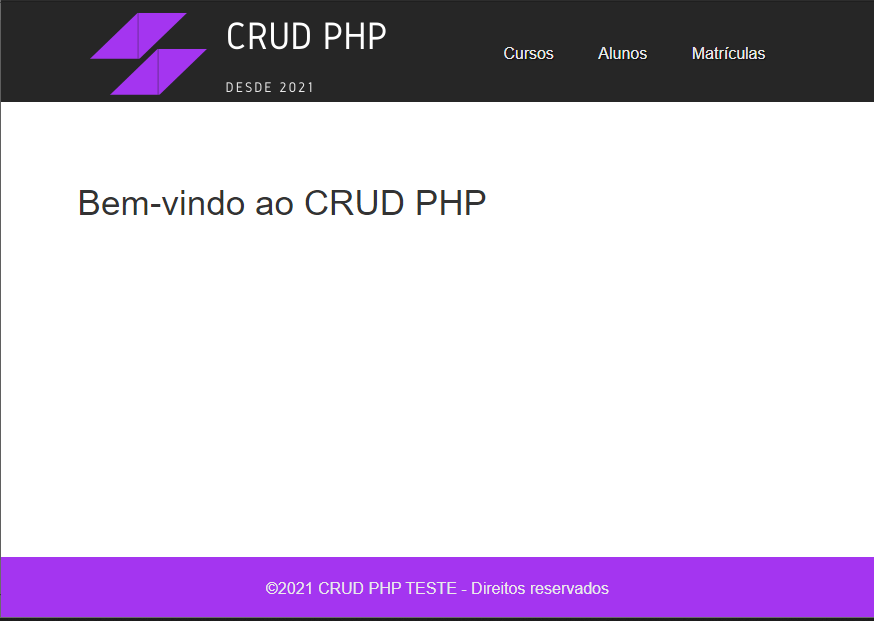 CRUD PHP
DESDE 2021
Cursos Alunos Matrículas
Bem-vindo ao CRUD PHP
©2021 CRUD PHP TESTE - Direitos reservados